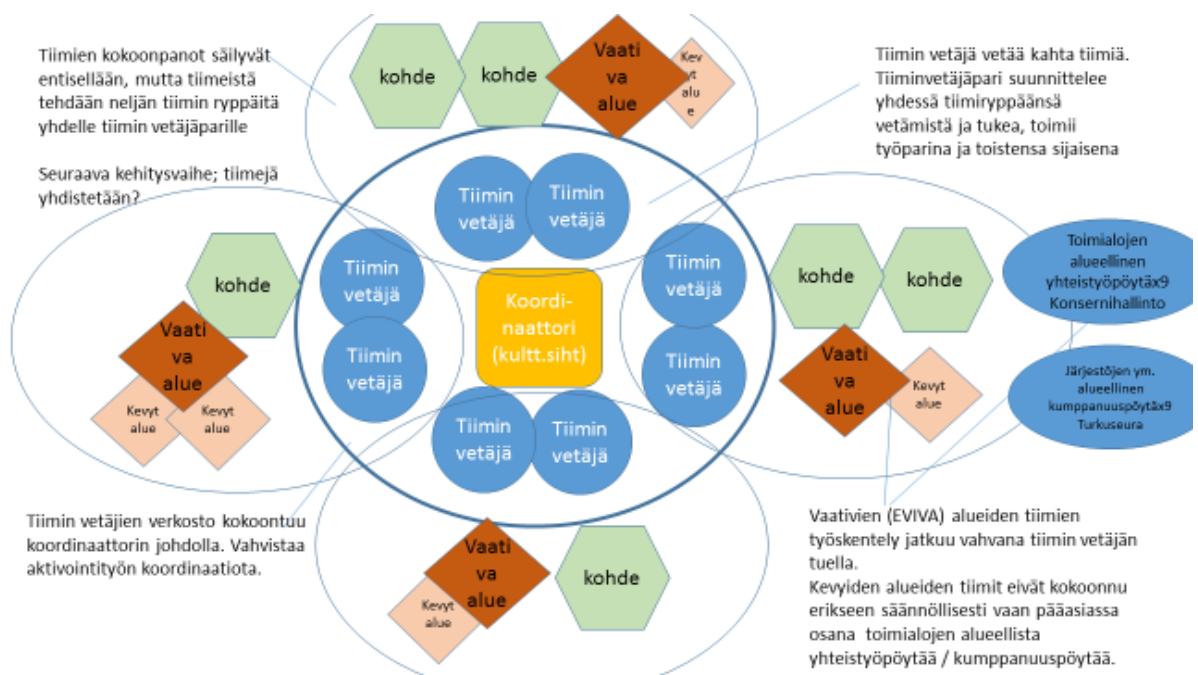 Tiimien kokoonpanot säilyvät
entisellään, mutta tiimeistä
tehdään neljän tiimin ryppäitä
yhdelle tiimin vetäjäparille
Seuraava kehitysvaihe; tiimejä
yhdistetään?
kohde
kohde
Vaati
va
alue
Kev
yt
alu
e
Tiimin vetäjä vetää kahta tiimiä.
Tiiminvetäjäpari suunnittelee
yhdessä tiimiryppäänsä
vetämistä ja tukea, toimii
työparina ja toistensa sijaisena
Tiimin
vetäjä
Tiimin
vetäjä
kohde
Vaati
va
alue
Kevyt
alue
Kevyt
alue
Tiimin
vetäjä
Tiimin
vetäjä
Koordi-
naattori
(kultt.siht)
Tiimin
vetäjä
Tiimin
vetäjä
kohde
kohde
Vaati
va
alue
Kevyt
alue
Toimialojen
alueellinen
yhteistyöpöytäx9
Konsernihallinto
Järjestöjen ym.
alueellinen
kumppanuuspöytäx9
Turkuseura
Tiimin
vetäjä
Tiimin
vetäjä
Tiimin vetäjien verkosto kokoontuu
koordinaattorin johdolla. Vahvistaa
aktivointityön koordinaatiota.
Vaati
va
alue
Kevyt
alue
kohde
Vaativien (EVIVA) alueiden tiimien
työskentely jatkuu vahvana tiimin vetäjän
tuella.
Kevyiden alueiden tiimit eivät kokoonnu
erikseen säännöllisesti vaan pääasiassa
osana toimialojen alueellista
yhteistyöpöytää / kumppanuuspöytää.